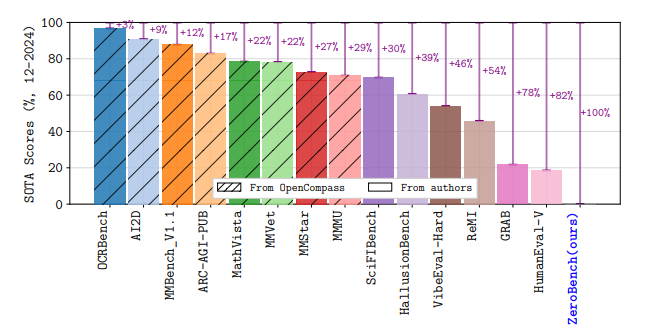 SOTA Scores (%, 12-2024)
100
80
60
40
20
0
+3%
+9%
+12%
+17%
+22%
+22%
+27%
+29%
+30%
+39%
+46%
+54%
+78%
+82%
+100%
From OpenCompass
From authors
OCRBench
AI2D
MMBench_V1.1
ARC-AGI-PUB
MathVista
MMVet
MMStar
MMMU
SciFIBench
HallusionBench
VibeEval-Hard
ReMI
GRAB
HumanEval-V
ZeroBench(ours)